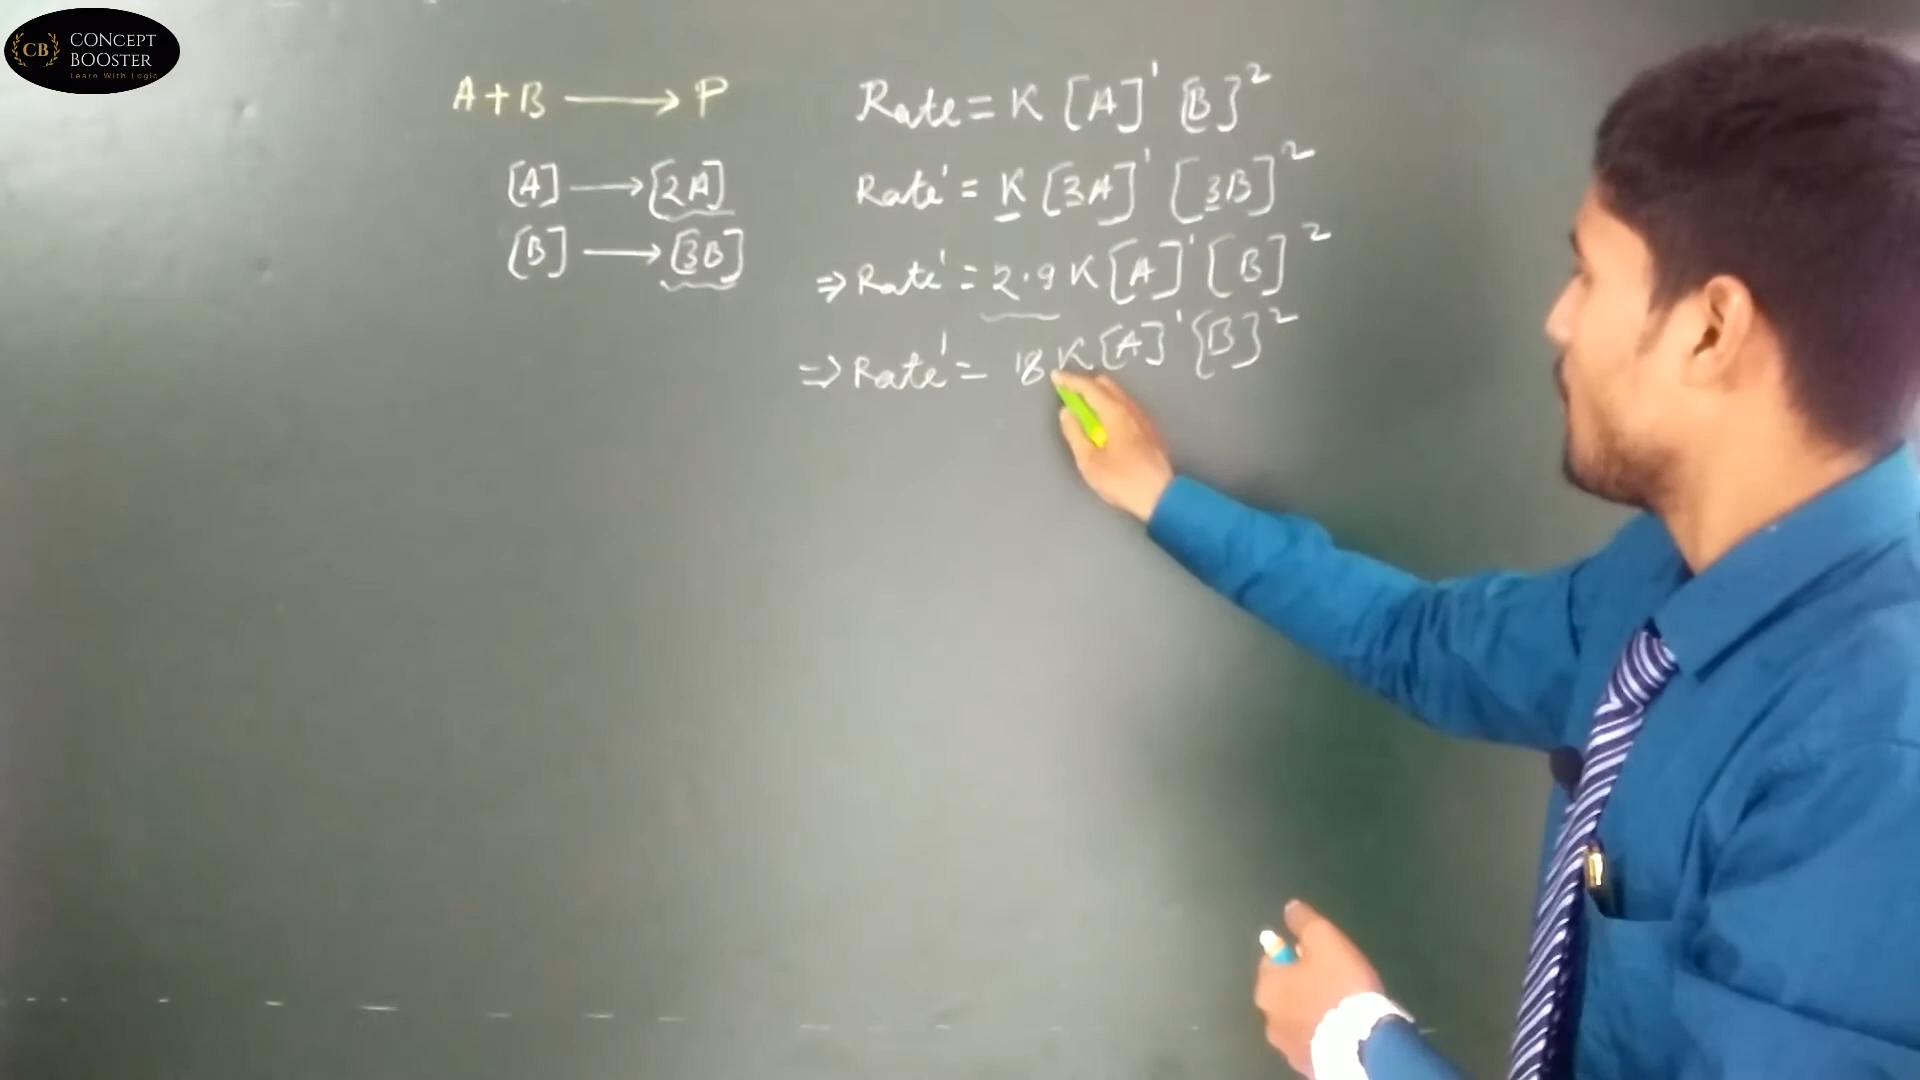 CB
CONCEPT
BOOSTER
Learn With Logic
A+B ⟶ P
[A] ⟶ [2A]
[B] ⟶ [3B]
Rate = K [A]¹ [B]²
Rate' = K [3A]¹ [3B]²
⇒ Rate' = 2·9 K [A]¹ [B]²
⇒ Rate' = 18 K [A]¹ [B]²